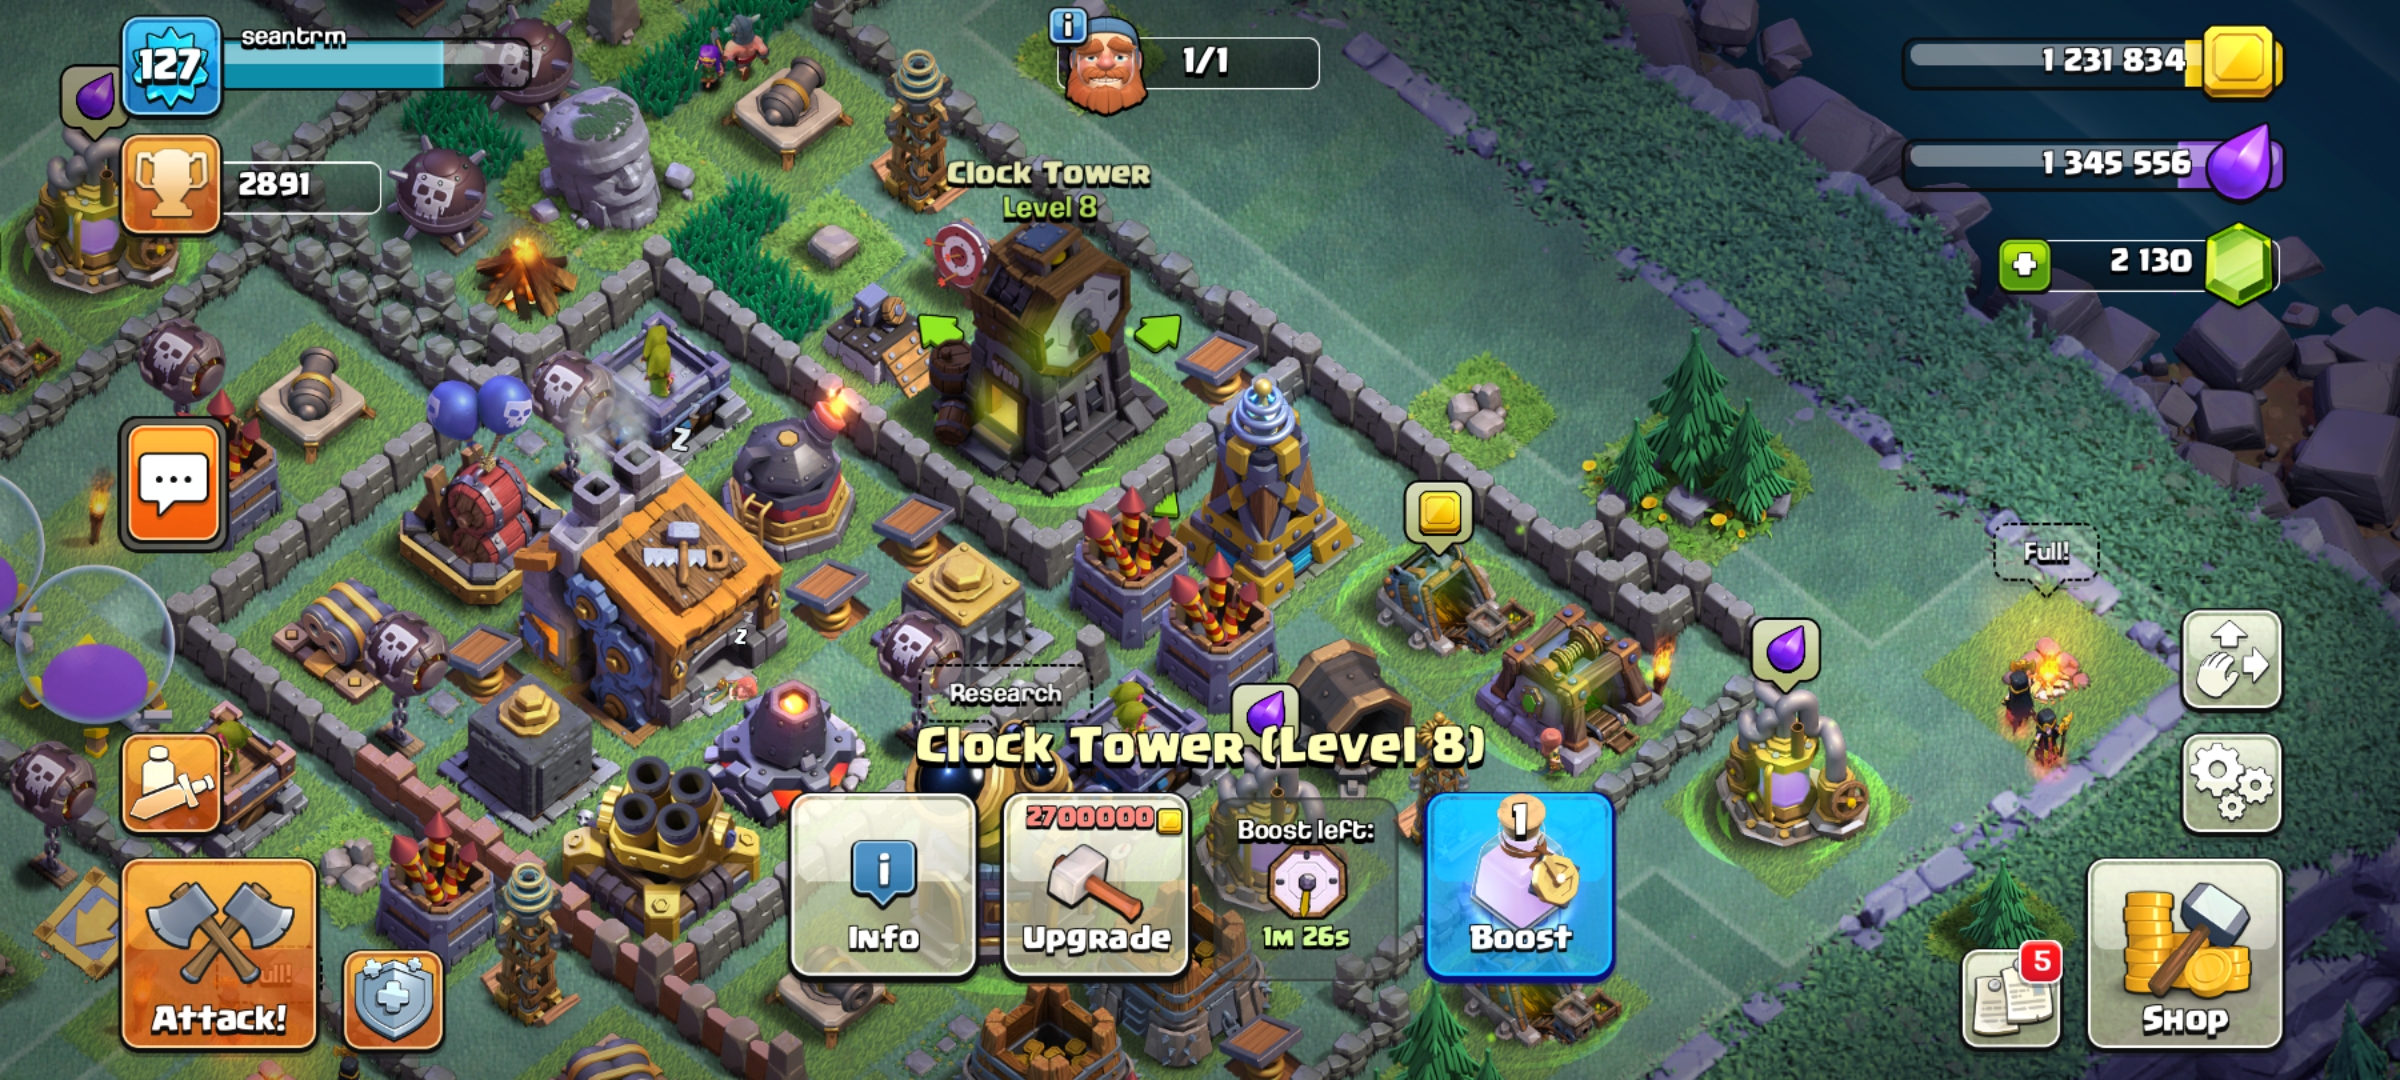 127
seantrm
1/1
1 231 834
2891
1 345 556
2 130
Clock Tower
Level 8
VIII
z
Full!
z
Research
Clock Tower (Level 8)
Info
2700000
Upgrade
Boost left:
1M 26s
1
Boost
Attack!
5
Shop